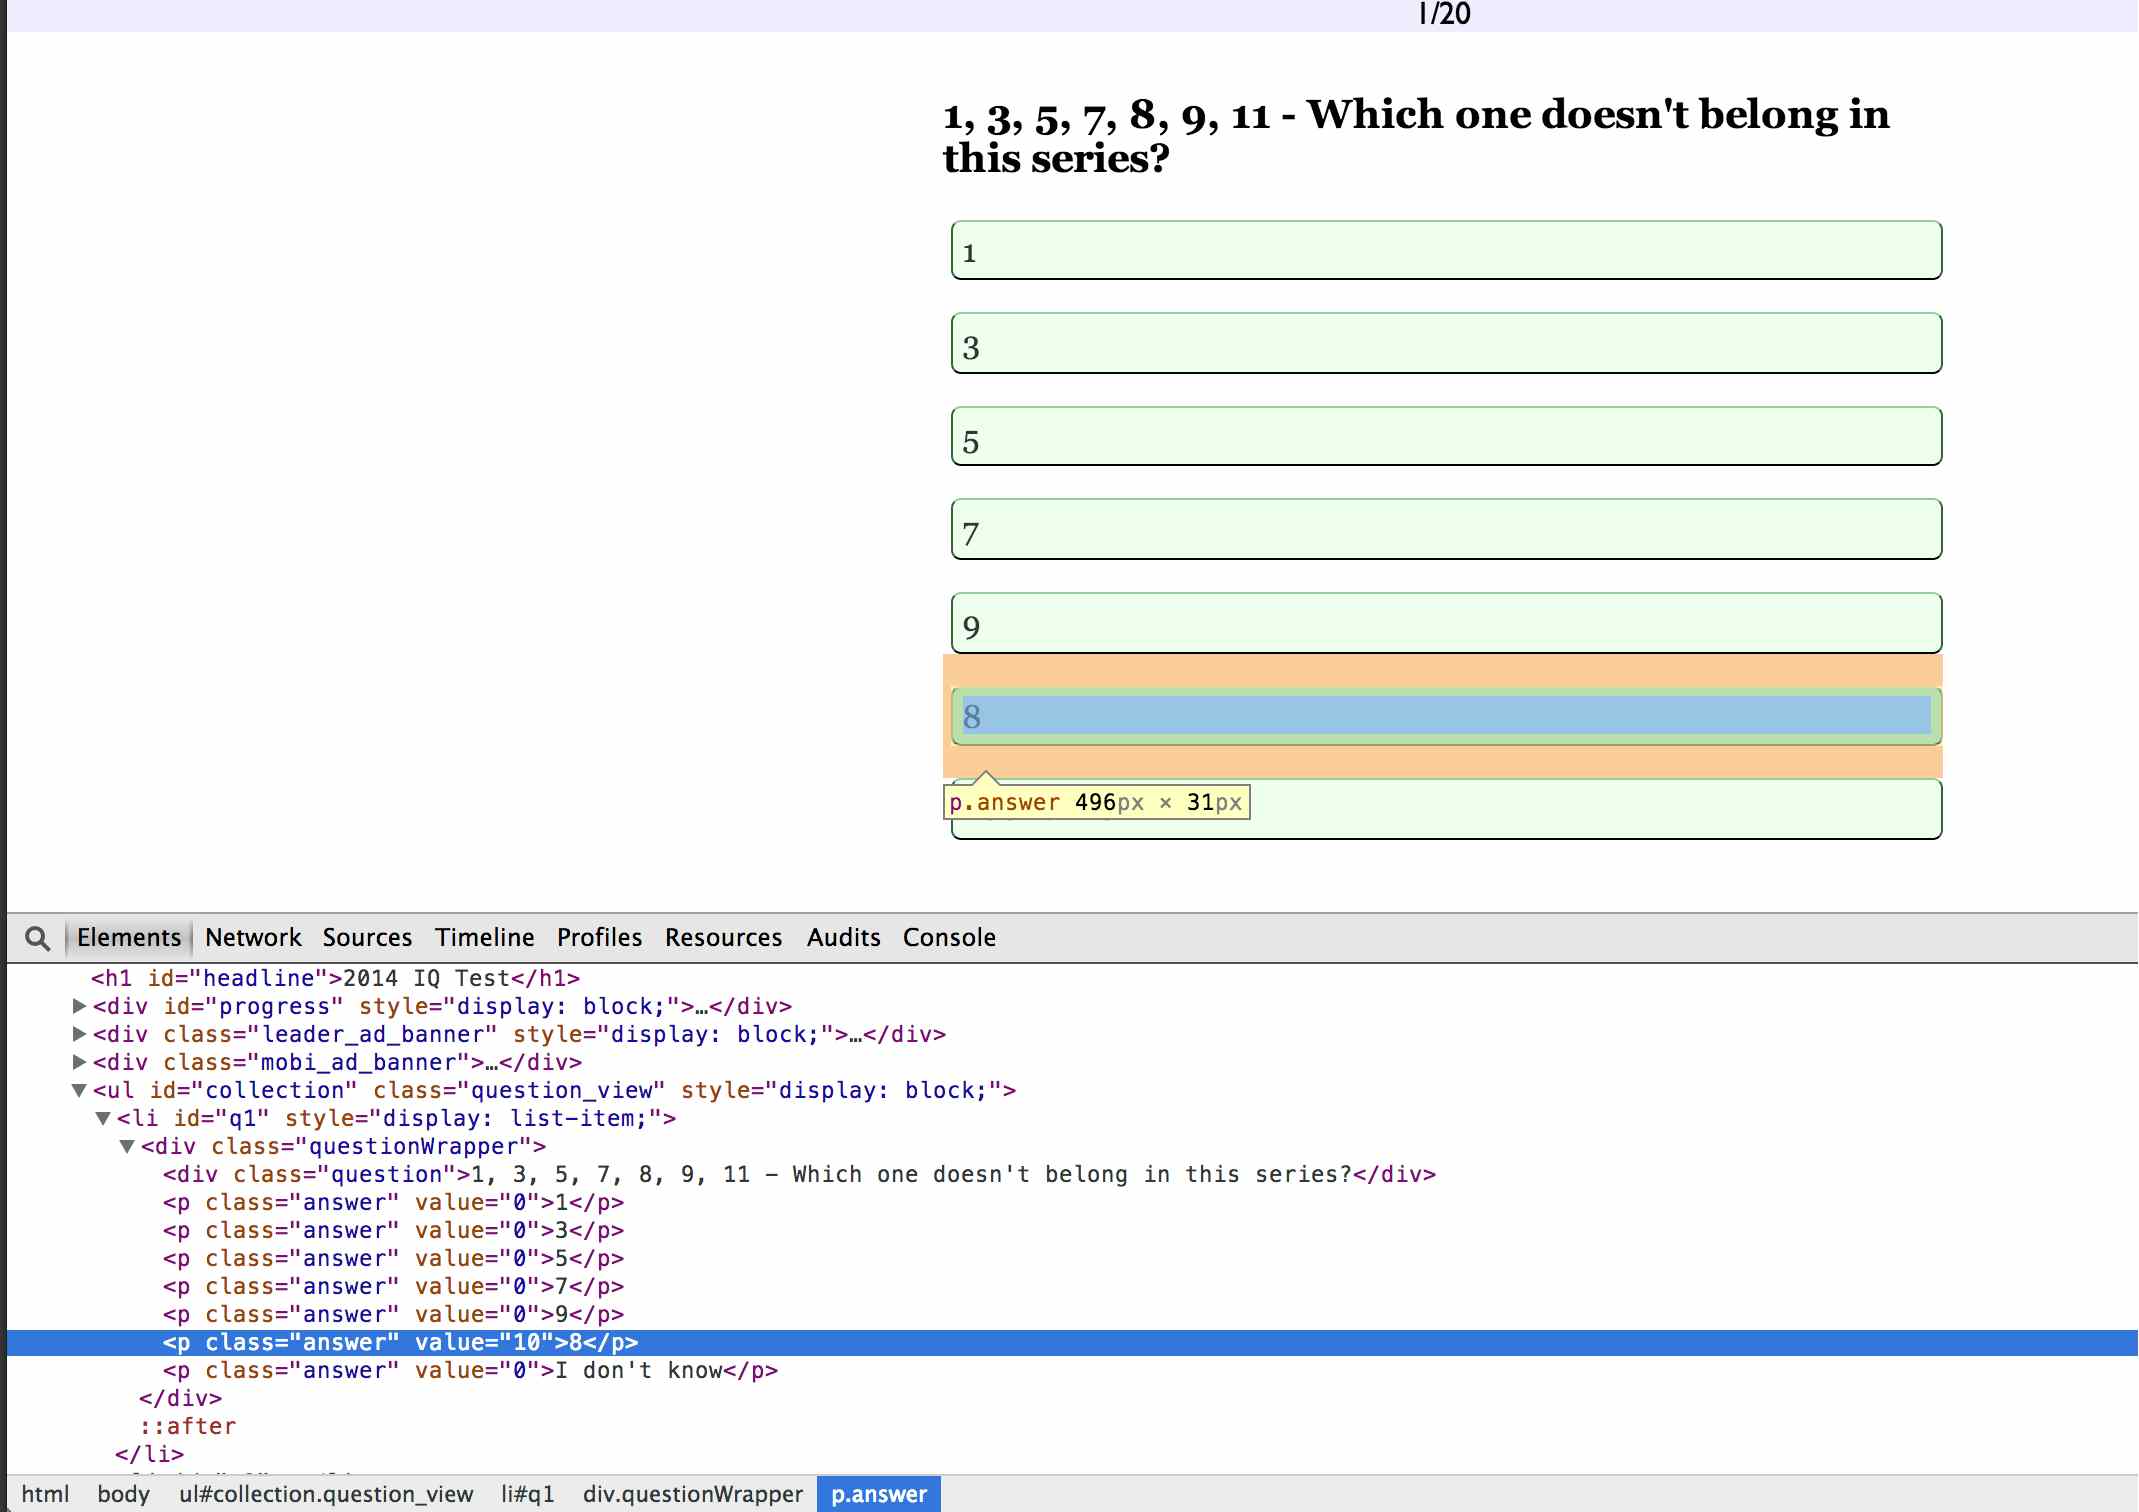 1/20
1, 3, 5, 7, 8, 9, 11 - Which one doesn't belong in
this series?
1
3
5
7
9
8
p.answer 496px × 31px
Elements Network Sources Timeline Profiles Resources Audits Console
<h1 id="headline">2014 IQ Test</h1>
▶<div id="progress" style="display: block;">…</div>
▶<div class="leader_ad_banner" style="display: block;">…</div>
▶<div class="mobi_ad_banner">…</div>
▼<ul id="collection" class="question_view" style="display: block;">
▼<li id="q1" style="display: list-item;">
▼<div class="questionWrapper">
<div class="question">1, 3, 5, 7, 8, 9, 11 – Which one doesn't belong in this series?</div>
<p class="answer" value="0">1</p>
<p class="answer" value="0">3</p>
<p class="answer" value="0">5</p>
<p class="answer" value="0">7</p>
<p class="answer" value="0">9</p>
<p class="answer" value="10">8</p>
<p class="answer" value="0">I don't know</p>
</div>
::after
</li>
html body ul#collection.question_view li#q1 div.questionWrapper p.answer